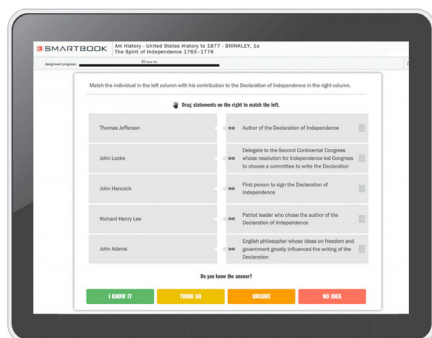 SMARTBOOK
Am History - United States History to 1877 - BRINKLEY, 1e
The Spirit of Independence 1763-1776
Assignment progress:
Match the individual in the left column with his contribution to the Declaration of Independence in the right column.
Drag statements on the right to match the left.
Thomas Jefferson
Author of the Declaration of Independence
John Locke
Delegate to the Second Continental Congress
whose resolution for independence led Congress
to choose a committee to write the Declaration
John Hancock
First person to sign the Declaration of
Independence
Richard Henry Lee
Patriot leader who chose the author of the
Declaration of Independence
John Adams
English philosopher whose ideas on freedom and
government greatly influenced the writing of the
Declaration
Do you know the answer?
I KNOW IT
THINK SO
UNSURE
NO IDEA